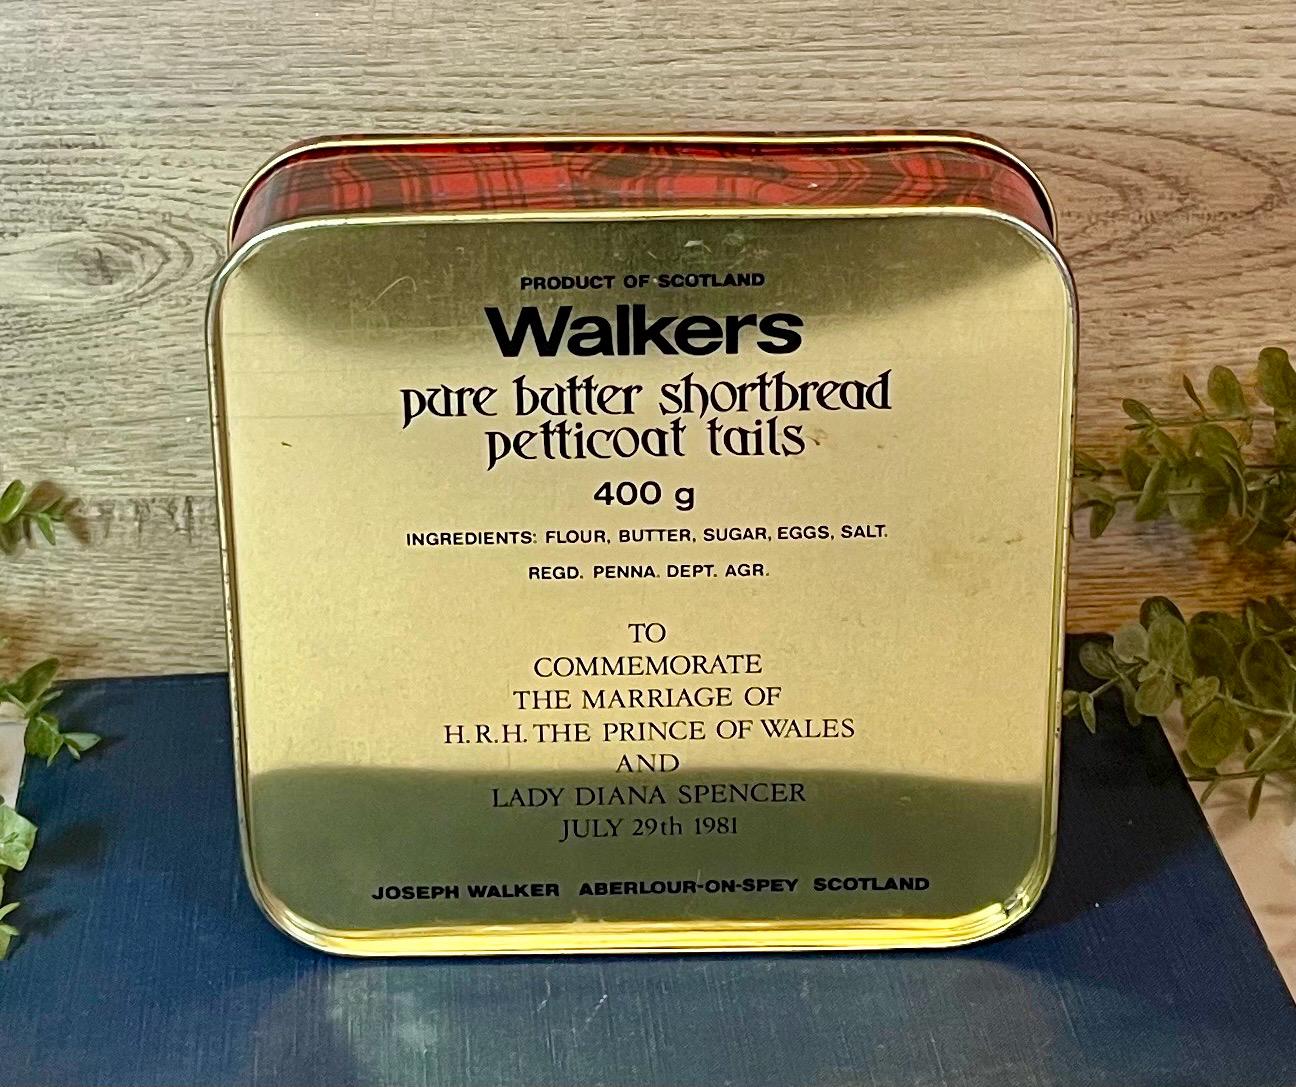 PRODUCT OF SCOTLAND
Walkers
pure butter shortbread
petticoat tails
400 g
INGREDIENTS: FLOUR, BUTTER, SUGAR, EGGS, SALT.
REGD. PENNA. DEPT. AGR.
TO
COMMEMORATE
THE MARRIAGE OF
H.R.H. THE PRINCE OF WALES
AND
LADY DIANA SPENCER
JULY 29th 1981
JOSEPH WALKER ABERLOUR-ON-SPEY SCOTLAND